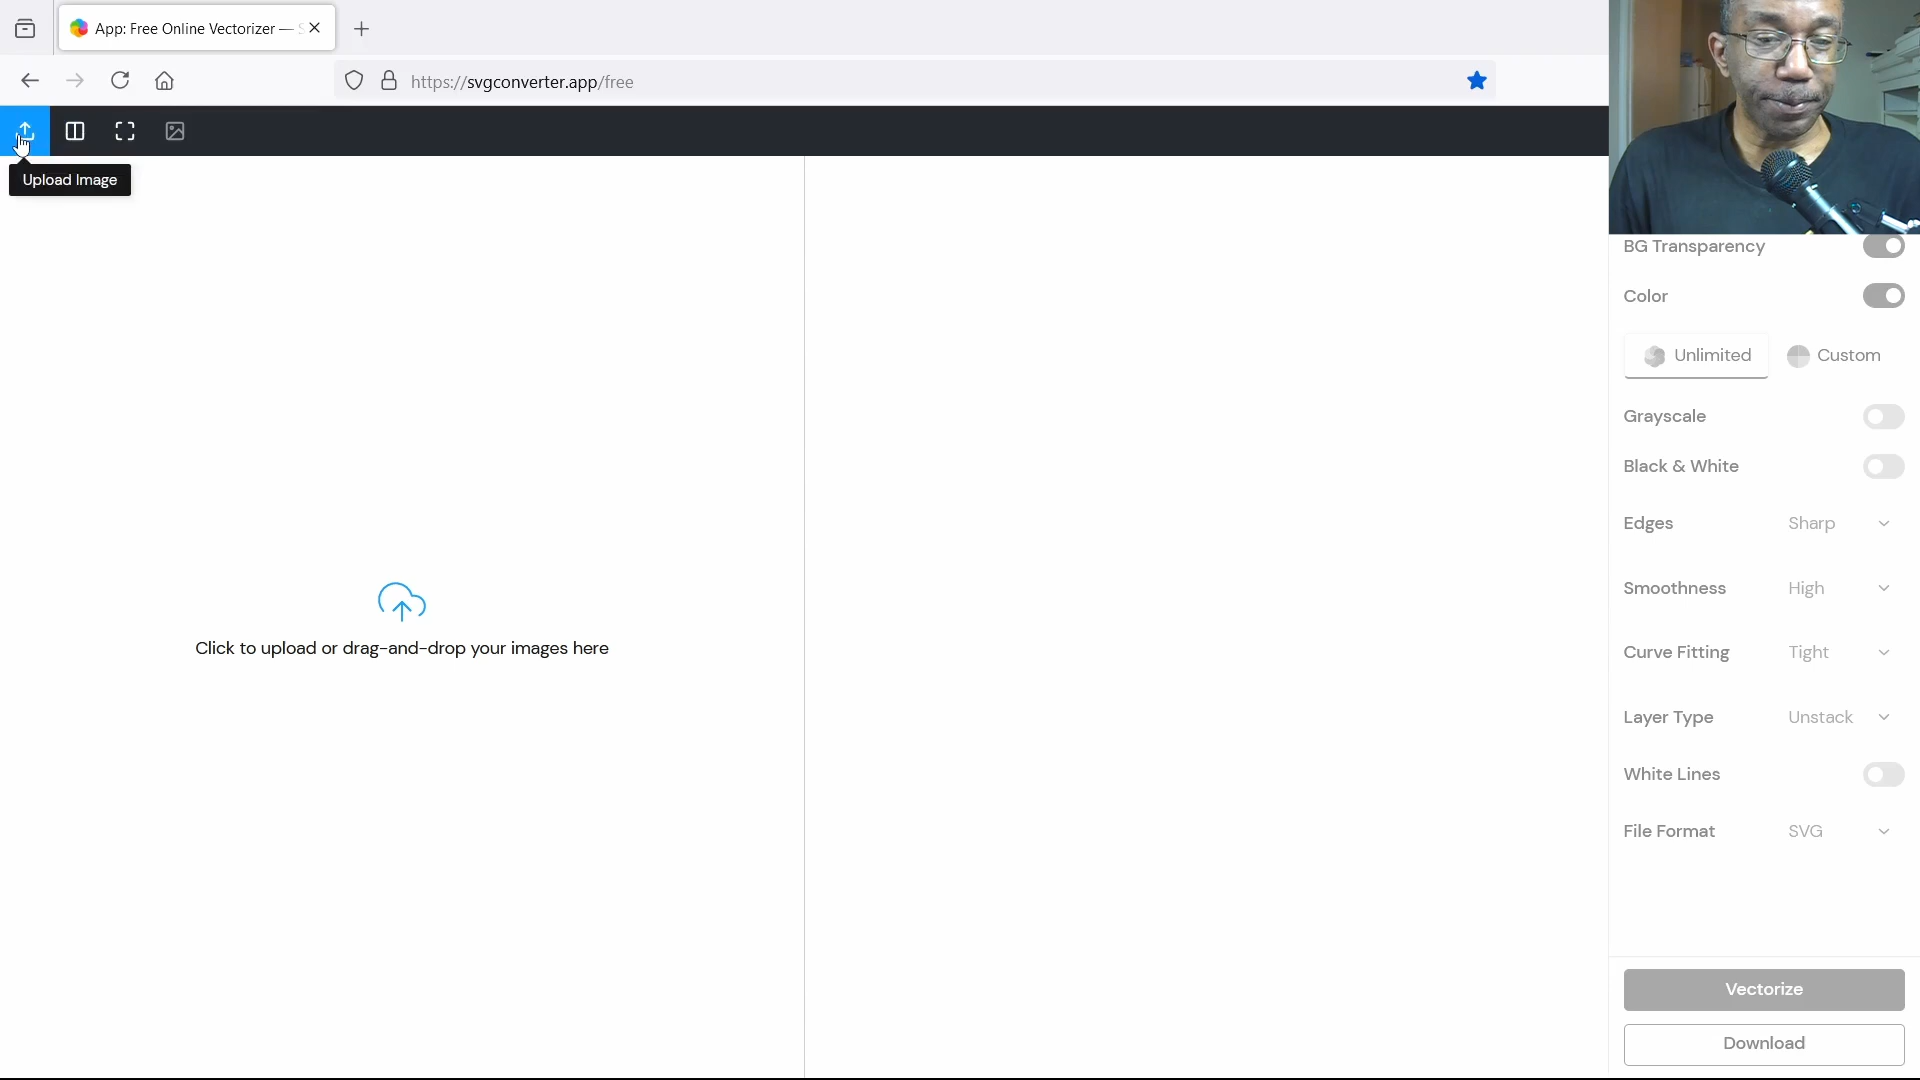 App: Free Online Vectorizer —
https://svgconverter.app/free
Upload Image
Click to upload or drag-and-drop your images here
BG Transparency
Color
Unlimited
Custom
Grayscale
Black & White
Edges Sharp
Smoothness High
Curve Fitting Tight
Layer Type Unstack
White Lines
File Format SVG
Vectorize
Download